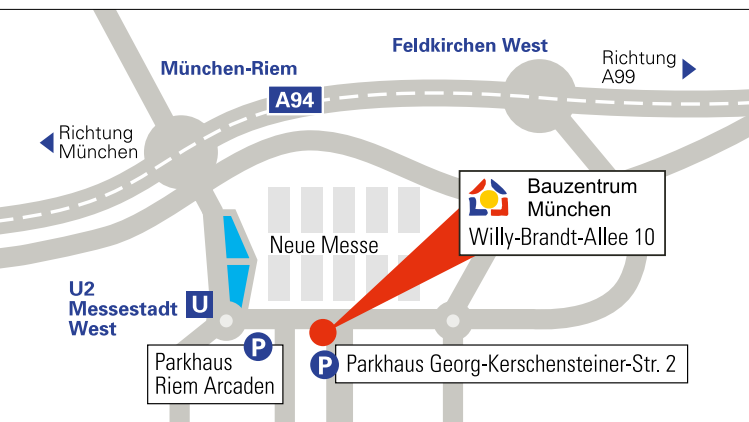 Feldkirchen West
München-Riem
Richtung
A99
A94
Richtung
München
Bauzentrum
München
Willy-Brandt-Allee 10
Neue Messe
U2
Messestadt
West
U
P
Parkhaus
Riem Arcaden
P
Parkhaus Georg-Kerschensteiner-Str. 2